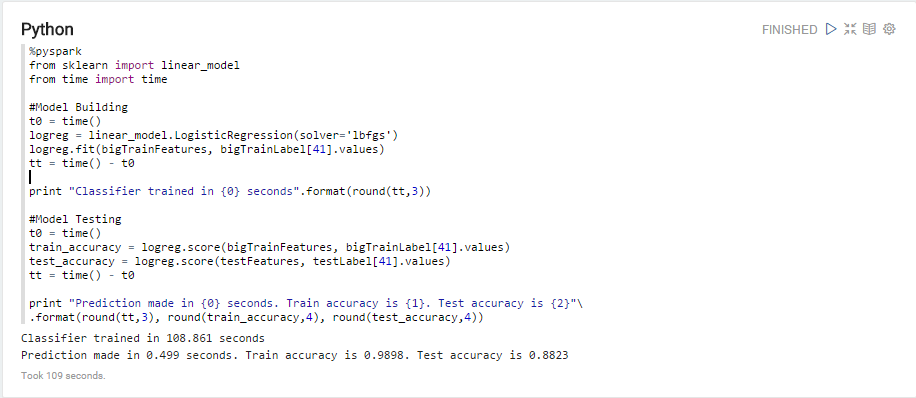 Python
FINISHED
%pyspark
from sklearn import linear_model
from time import time
#Model Building
t0 = time()
logreg = linear_model.LogisticRegression(solver='lbfgs')
logreg.fit(bigTrainFeatures, bigTrainLabel[41].values)
tt = time() - t0
print "Classifier trained in {0} seconds".format(round(tt,3))
#Model Testing
t0 = time()
train_accuracy = logreg.score(bigTrainFeatures, bigTrainLabel[41].values)
test_accuracy = logreg.score(testFeatures, testLabel[41].values)
tt = time() - t0
print "Prediction made in {0} seconds. Train accuracy is {1}. Test accuracy is {2}"\
.format(round(tt,3), round(train_accuracy,4), round(test_accuracy,4))
Classifier trained in 108.861 seconds
Prediction made in 0.499 seconds. Train accuracy is 0.9898. Test accuracy is 0.8823
Took 109 seconds.